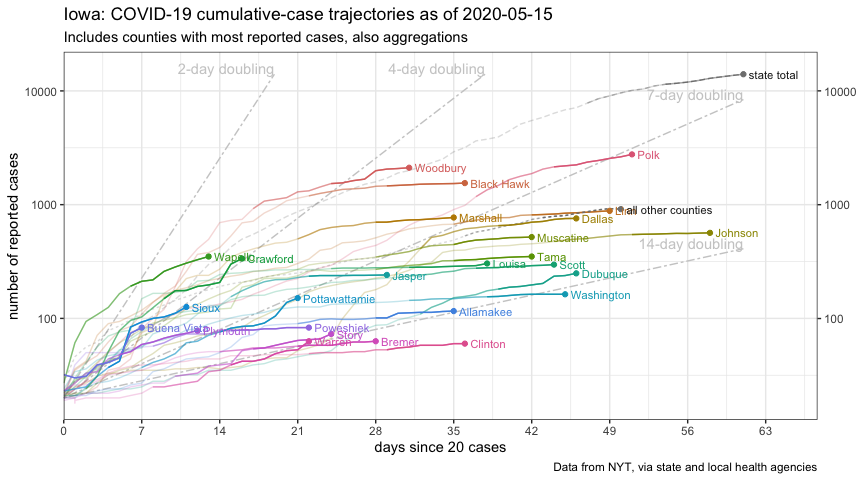 Iowa: COVID-19 cumulative-case trajectories as of 2020-05-15
Includes counties with most reported cases, also aggregations
2-day doubling
4-day doubling
7-day doubling
14-day doubling
state total
Polk
Woodbury
Black Hawk
Marshall
Linn
all other counties
Dallas
Johnson
Muscatine
Wapello
Crawford
Tama
Louisa
Scott
Jasper
Dubuque
Pottawattamie
Washington
Sioux
Allamakee
Buena Vista
Plymouth
Poweshiek
Story
Warren
Bremer
Clinton
number of reported cases
10000
1000
100
10000
1000
100
0 7 14 21 28 35 42 49 56 63
days since 20 cases
Data from NYT, via state and local health agencies